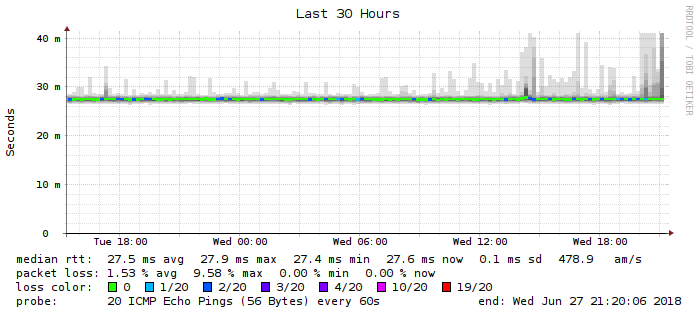 Last 30 Hours
RRDTOOL / TOBI OETIKER
Seconds
40 m
30 m
20 m
10 m
0
Tue 18:00 Wed 00:00 Wed 06:00 Wed 12:00 Wed 18:00
median rtt: 27.5 ms avg 27.9 ms max 27.4 ms min 27.6 ms now 0.1 ms sd 478.9 am/s
packet loss: 1.53 % avg 9.58 % max 0.00 % min 0.00 % now
loss color: 0 1/20 2/20 3/20 4/20 10/20 19/20
probe: 20 ICMP Echo Pings (56 Bytes) every 60s end: Wed Jun 27 21:20:06 2018